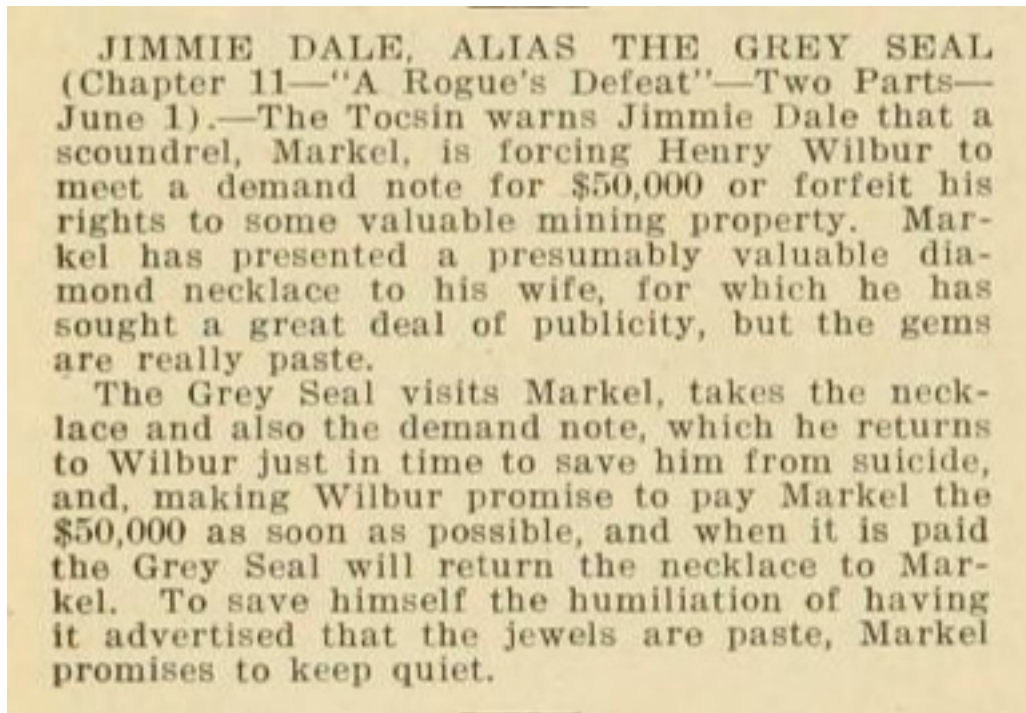 JIMMIE DALE, ALIAS THE GREY SEAL
(Chapter 11—"A Rogue's Defeat"—Two Parts—
June 1).—The Tocsin warns Jimmie Dale that a
scoundrel, Markel, is forcing Henry Wilbur to
meet a demand note for $50,000 or forfeit his
rights to some valuable mining property. Mar-
kel has presented a presumably valuable dia-
mond necklace to his wife, for which he has
sought a great deal of publicity, but the gems
are really paste.
The Grey Seal visits Markel, takes the neck-
lace and also the demand note, which he returns
to Wilbur just in time to save him from suicide,
and, making Wilbur promise to pay Markel the
$50,000 as soon as possible, and when it is paid
the Grey Seal will return the necklace to Mar-
kel. To save himself the humiliation of having
it advertised that the jewels are paste, Markel
promises to keep quiet.